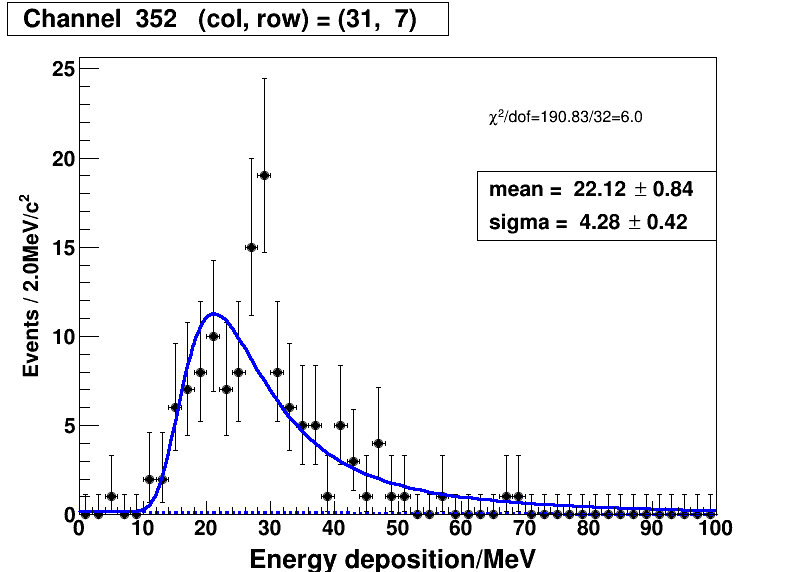 Channel 352 (col, row) = (31, 7)
χ²/dof=190.83/32=6.0
mean = 22.12 ± 0.84
sigma = 4.28 ± 0.42
Events / 2.0MeV/c²
25
20
15
10
5
0
0 10 20 30 40 50 60 70 80 90 100
Energy deposition/MeV